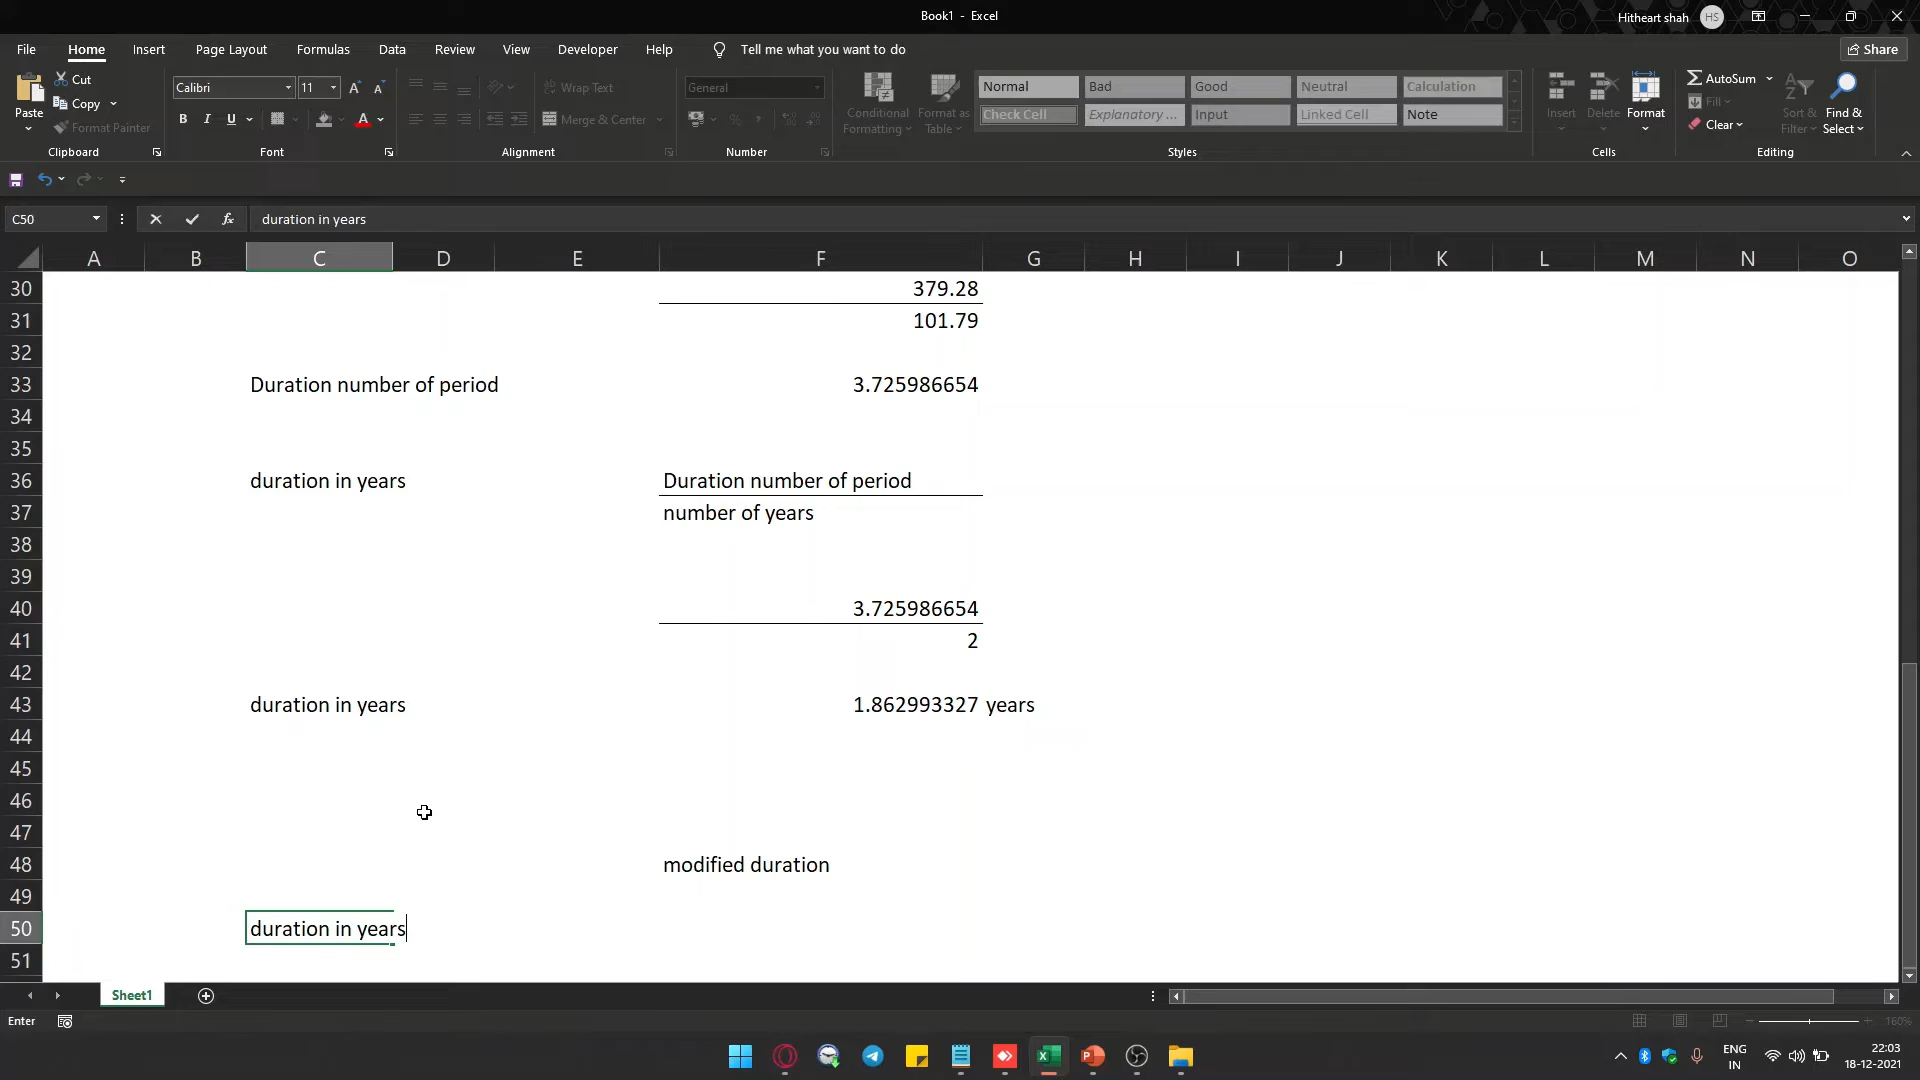 Book1 - Excel
Hitheart shah HS
File Home Insert Page Layout Formulas Data Review View Developer Help Tell me what you want to do Share
Paste
Cut
Copy
Format Painter
Clipboard
Calibri 11
B I U
Font
Wrap Text
Merge & Center
Alignment
General
Number
Conditional Formatting
Format as Table
Normal Bad Good Neutral Calculation
Check Cell Explanatory ... Input Linked Cell Note
Styles
Insert Delete Format
Cells
AutoSum
Fill
Clear
Sort & Filter
Find & Select
Editing
C50 fx duration in years
A B C D E F G H I J K L M N O
30 379.28
31 101.79
32
33 Duration number of period 3.725986654
34
35
36 duration in years Duration number of period
37 number of years
38
39
40 3.725986654
41 2
42
43 duration in years 1.862993327 years
44
45
46
47
48 modified duration
49
50 duration in years
51
Sheet1
Enter 160%
ENG
IN
22:03
18-12-2021